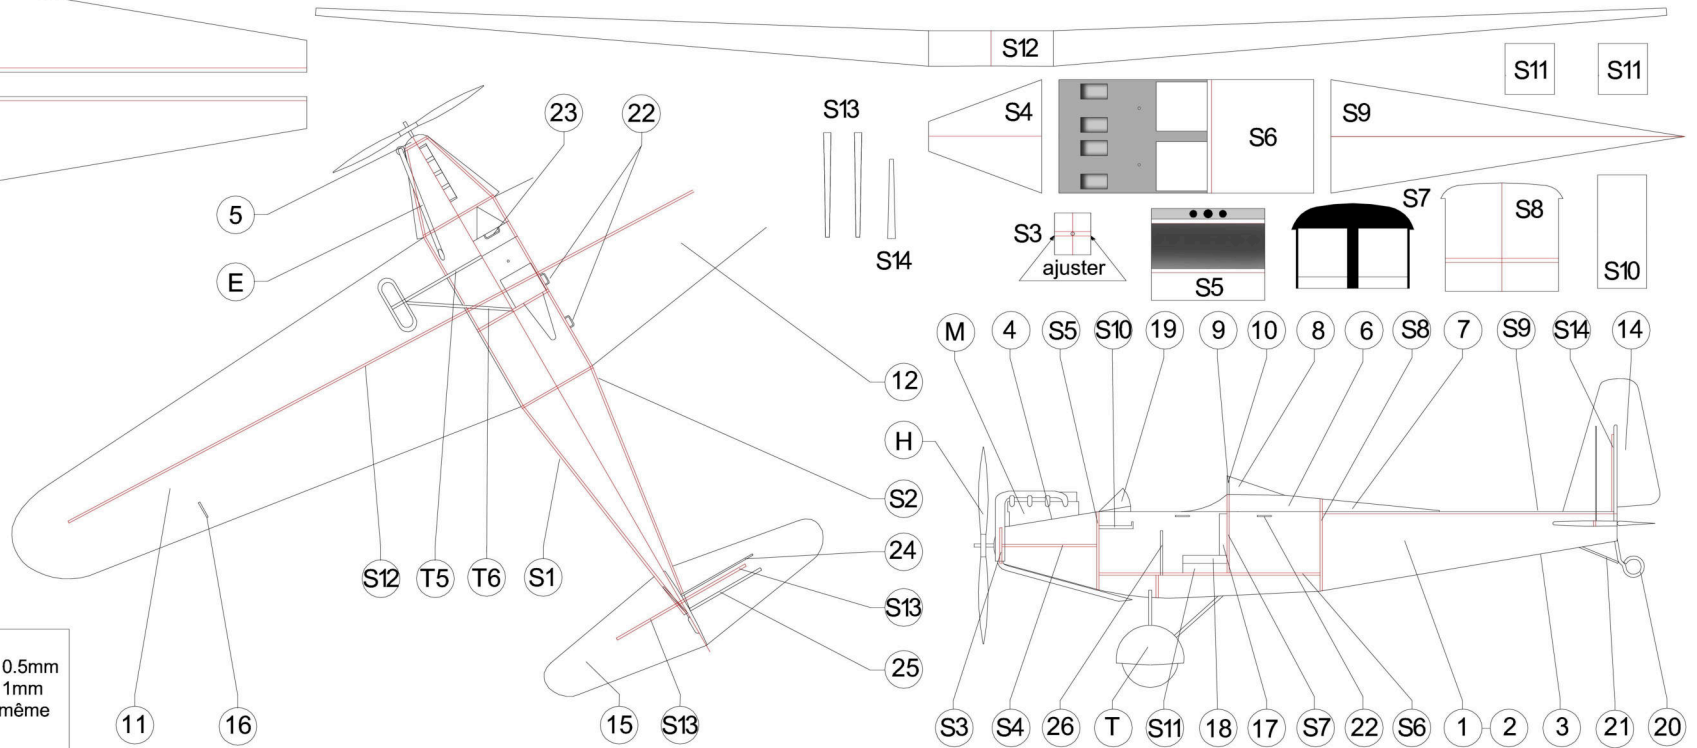 S12
S11
S11
S13
S4
S6
S9
23
22
5
S7
S8
S3
ajuster
S14
S5
S10
E
M
4
S5
S10
19
9
10
8
6
S8
7
S9
S14
14
12
H
S2
24
S12
T5
T6
S1
S13
25
0.5mm
1mm
même
11
16
15
S13
S3
S4
26
T
S11
18
17
S7
22
S6
1
2
3
21
20